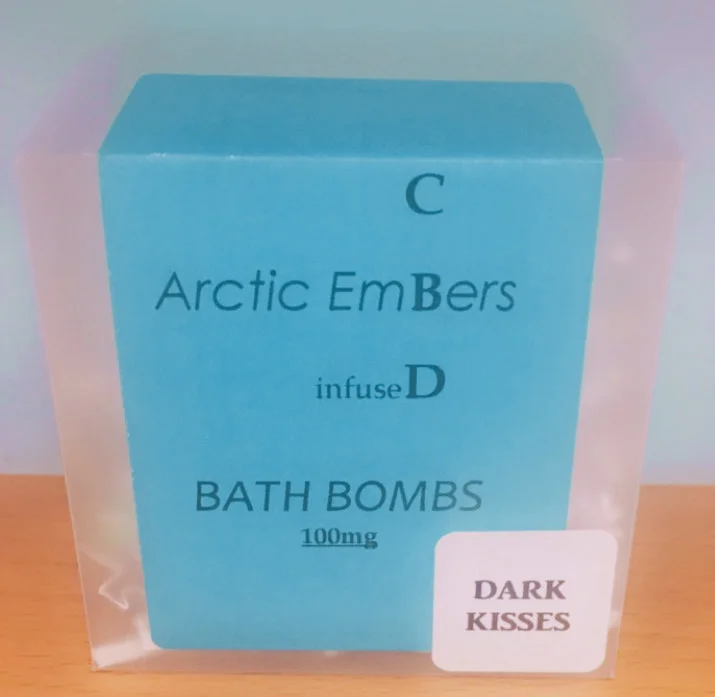 C
Arctic EmBers
infuseD
BATH BOMBS
100mg
DARK
KISSES